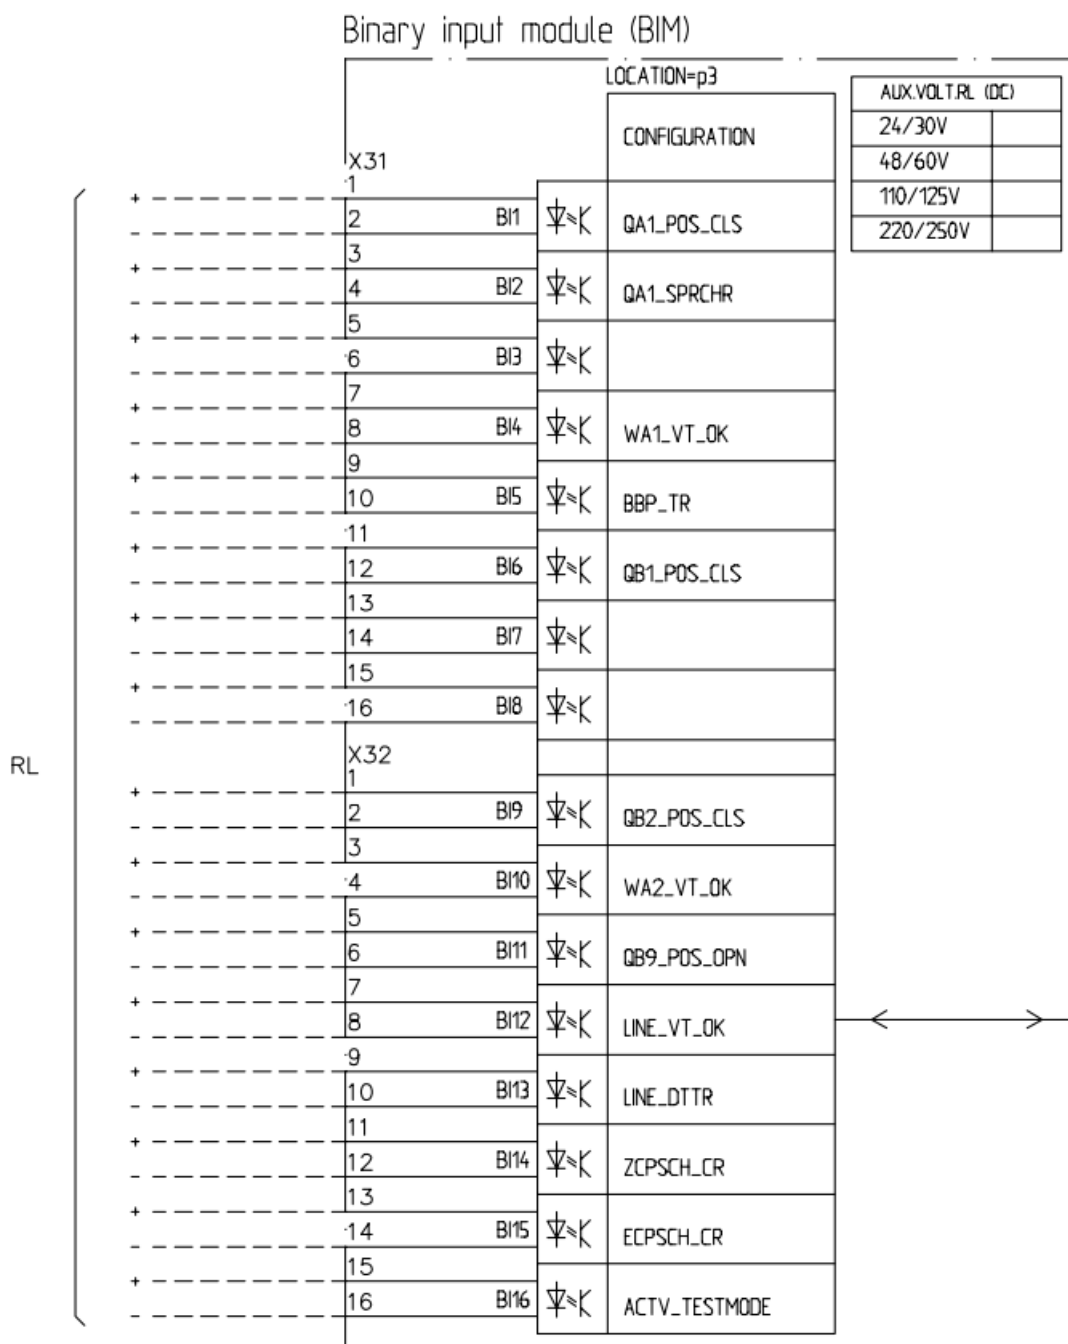 Binary input module (BIM)
LOCATION=p3
AUX.VOLT.RL (DC)
24/30V
48/60V
110/125V
220/250V
CONFIGURATION
X31
1
+
2 BI1 QA1_POS_CLS
-
3
+
4 BI2 QA1_SPRCHR
-
5
+
6 BI3
-
7
+
8 BI4 WA1_VT_OK
-
9
+
10 BI5 BBP_TR
-
11
+
12 BI6 QB1_POS_CLS
-
13
+
14 BI7
-
15
+
16 BI8
-
RL
X32
1
+
2 BI9 QB2_POS_CLS
-
3
+
4 BI10 WA2_VT_OK
-
5
+
6 BI11 QB9_POS_OPN
-
7
+
8 BI12 LINE_VT_OK
-
9
+
10 BI13 LINE_DTTR
-
11
+
12 BI14 ZCPSCH_CR
-
13
+
14 BI15 ECPSCH_CR
-
15
+
16 BI16 ACTV_TESTMODE
-